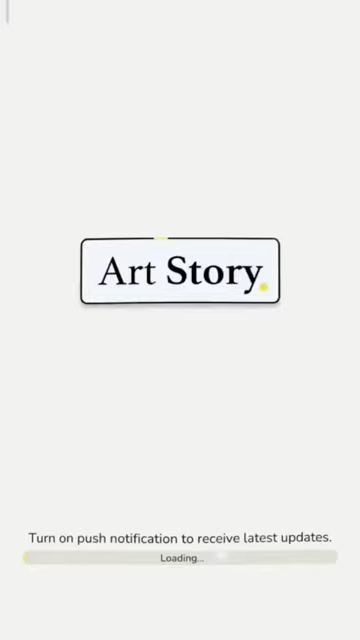 Art Story.
Turn on push notification to receive latest updates.
Loading...